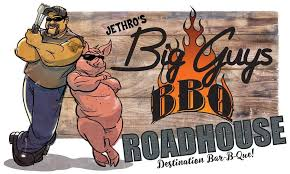 JETHRO'S
Big Guys
BBQ
ROADHOUSE
Destination Bar-B-Que!